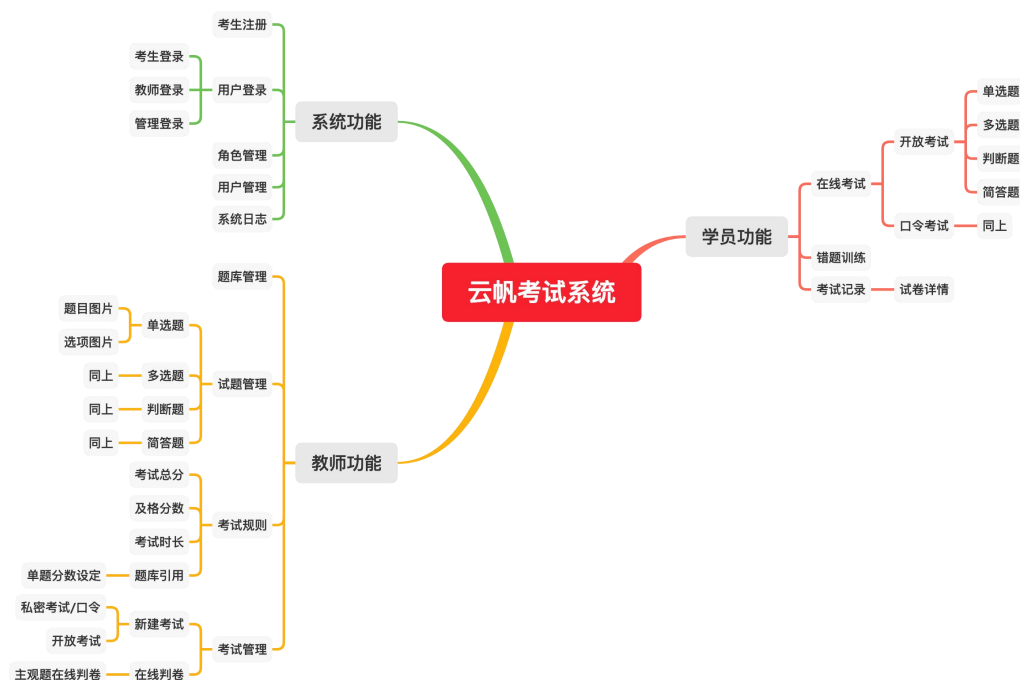 云帆考试系统
系统功能
考生注册
用户登录
考生登录
教师登录
管理登录
角色管理
用户管理
系统日志
教师功能
题库管理
试题管理
单选题
题目图片
选项图片
多选题
同上
判断题
同上
简答题
同上
考试规则
考试总分
及格分数
考试时长
题库引用
单题分数设定
考试管理
新建考试
私密考试/口令
开放考试
在线判卷
主观题在线判卷
学员功能
在线考试
开放考试
单选题
多选题
判断题
简答题
口令考试
同上
错题训练
考试记录
试卷详情